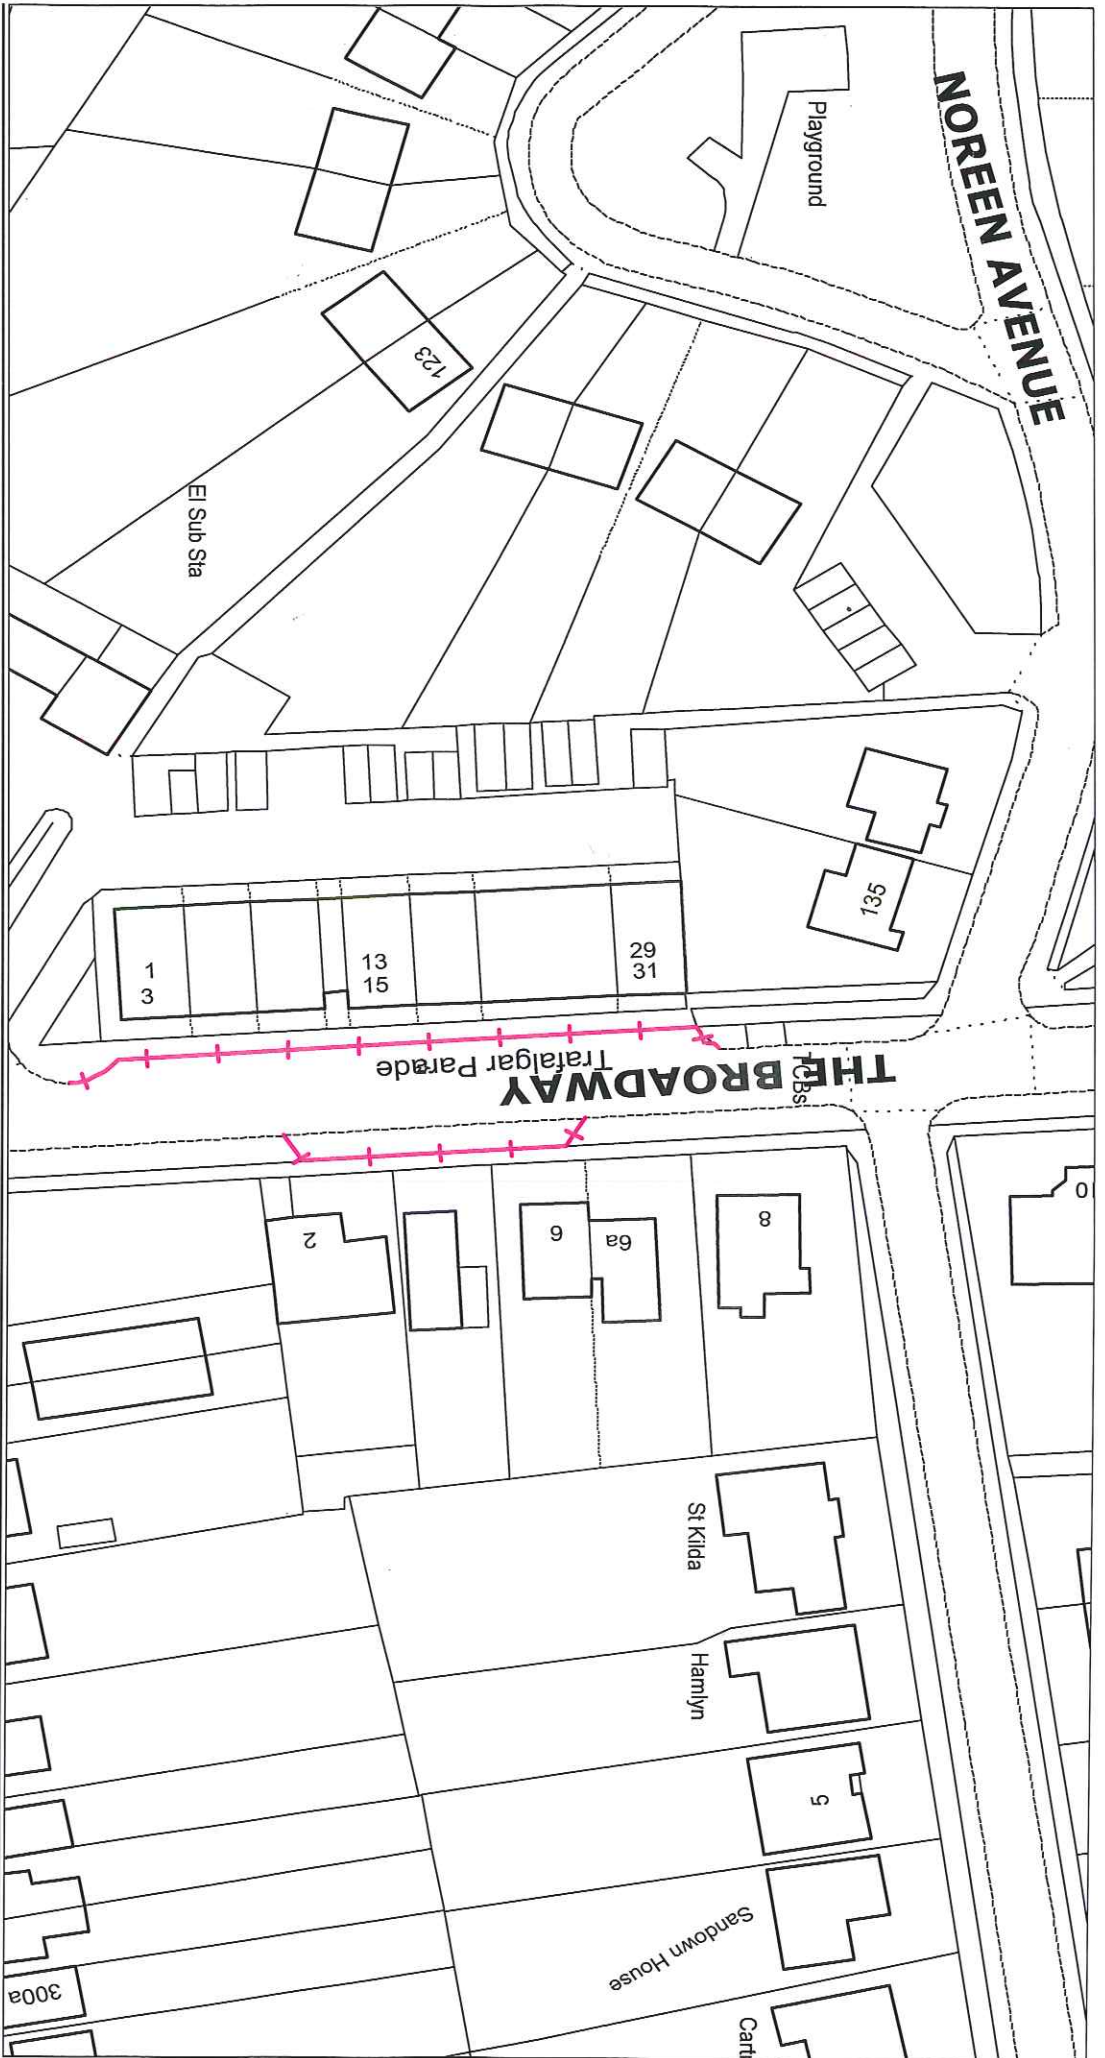 NOREEN AVENUE
Playground
123
El Sub Sta
135
1
3
13
15
29
31
Trafalgar Parade
THE BROADWAY
TCBs
2
6
6a
8
10
St Kilda
Hamlyn
5
Sandown House
300a